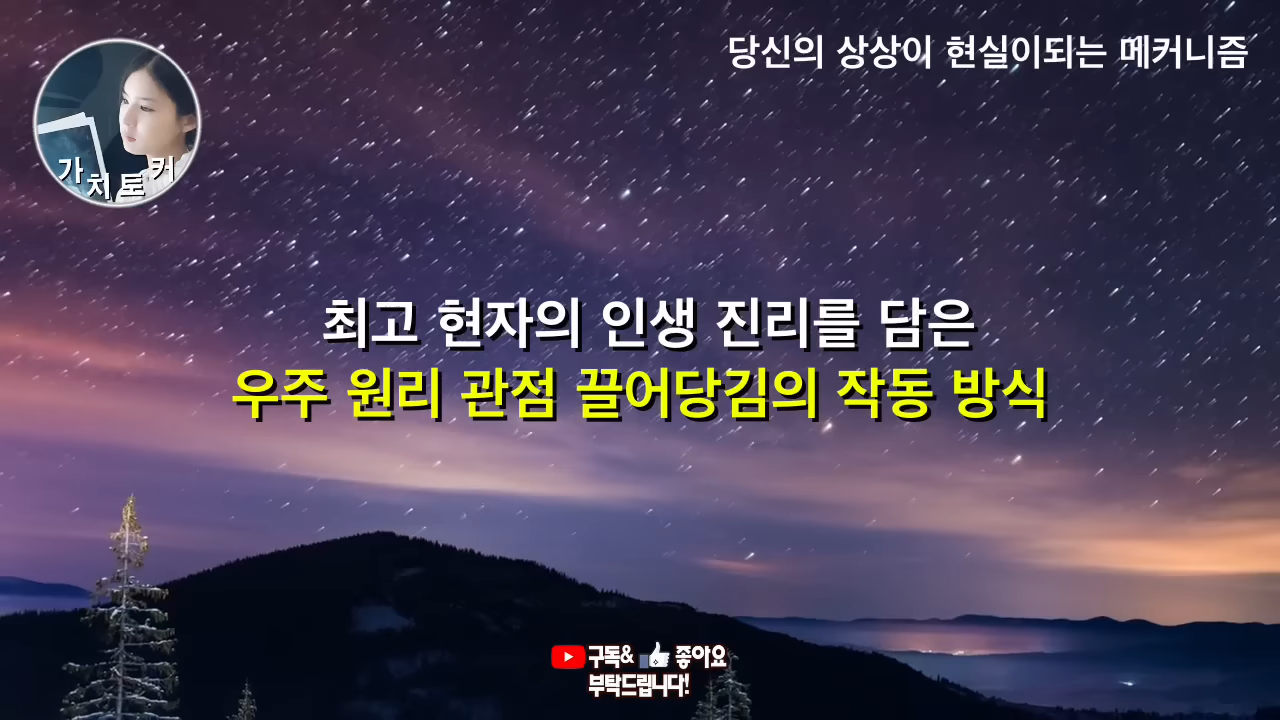 당신의 상상이 현실이되는 메커니즘
가치토커
최고 현자의 인생 진리를 담은
우주 원리 관점 끌어당김의 작동 방식
구독& 좋아요
부탁드립니다!